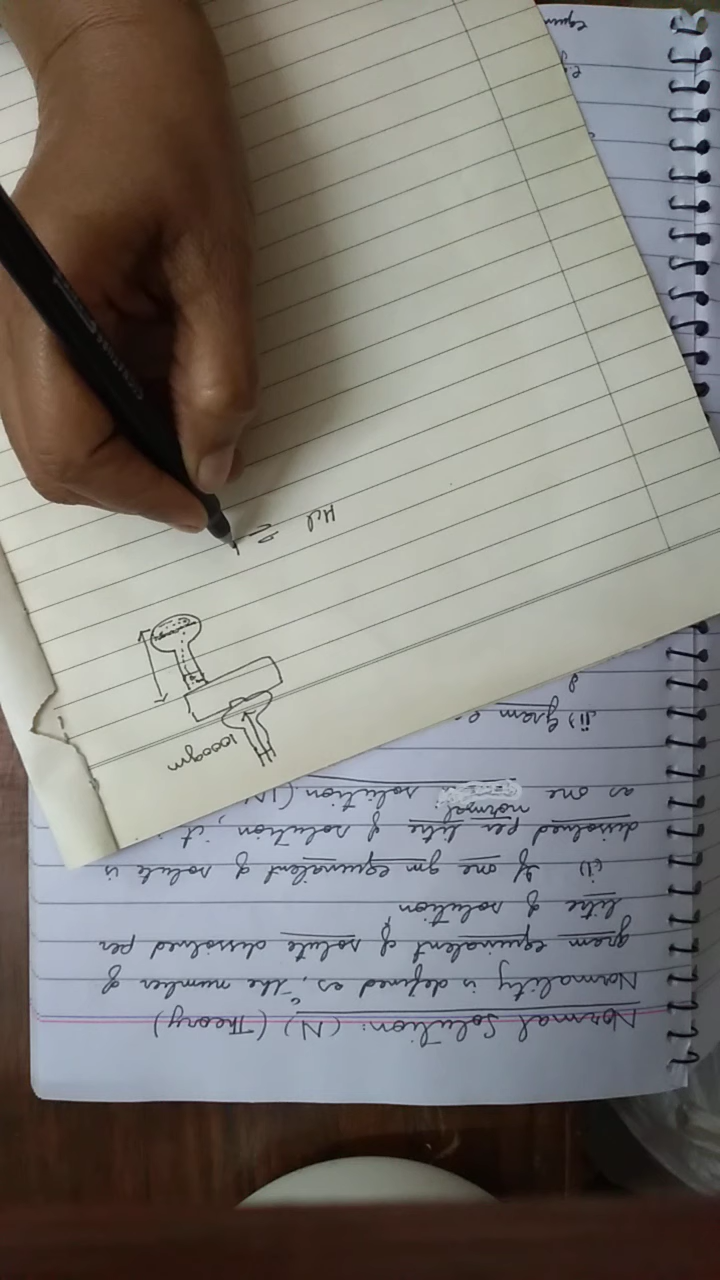 Normal Solution: (N) (Theory)
Normality is defined as, "the number of
gram equivalent of solute dissolved per
litre of solution
(i) If one gm equivalent of solute is
dissolved per litre of solution, it
normal
as one solution (1N
ii) Gram
1000gm
HCl